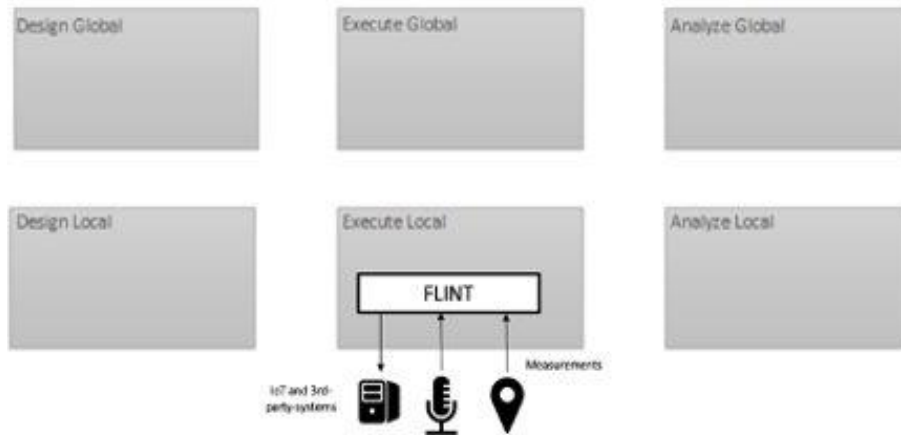 Design Global
Execute Global
Analyze Global
Design Local
Execute Local
Analyze Local
FLINT
Measurements
IoT and 3rd-
party-systems